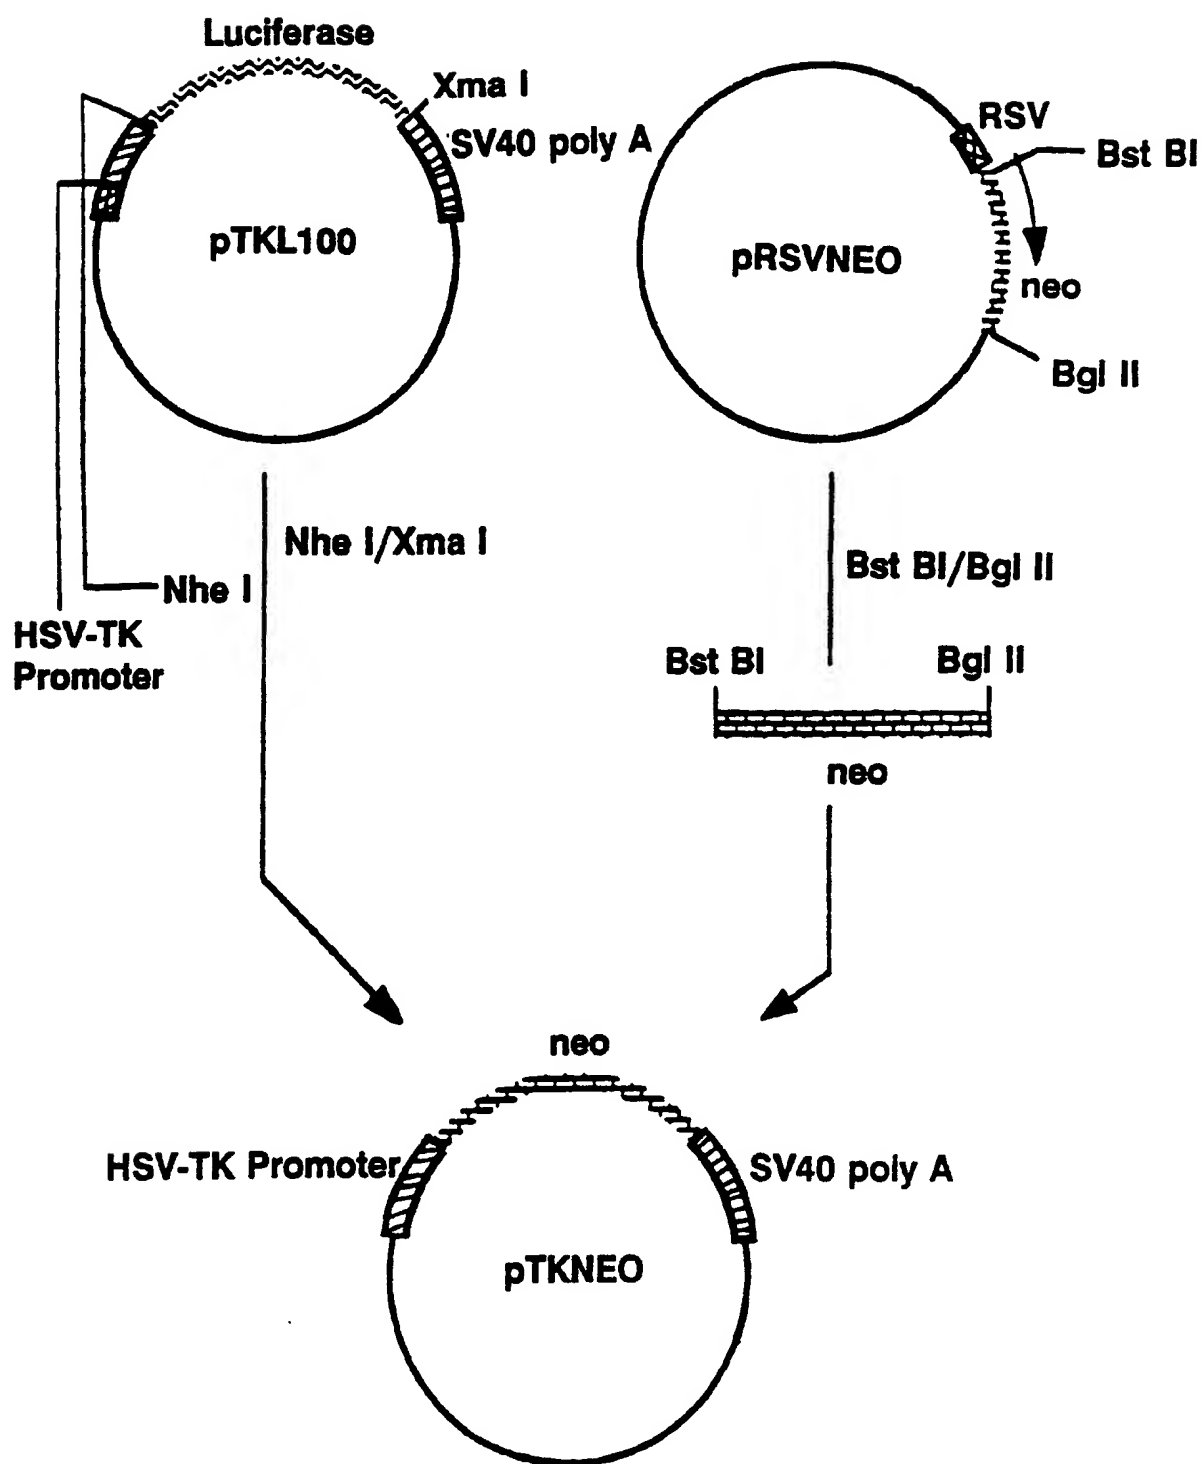 Luciferase
Xma I
SV40 poly A
pTKL100
RSV
Bst BI
pRSVNEO
neo
Bgl II
Nhe I/Xma I
Nhe I
HSV-TK
Promoter
Bst BI/Bgl II
Bst BI
Bgl II
neo
neo
HSV-TK Promoter
SV40 poly A
pTKNEO